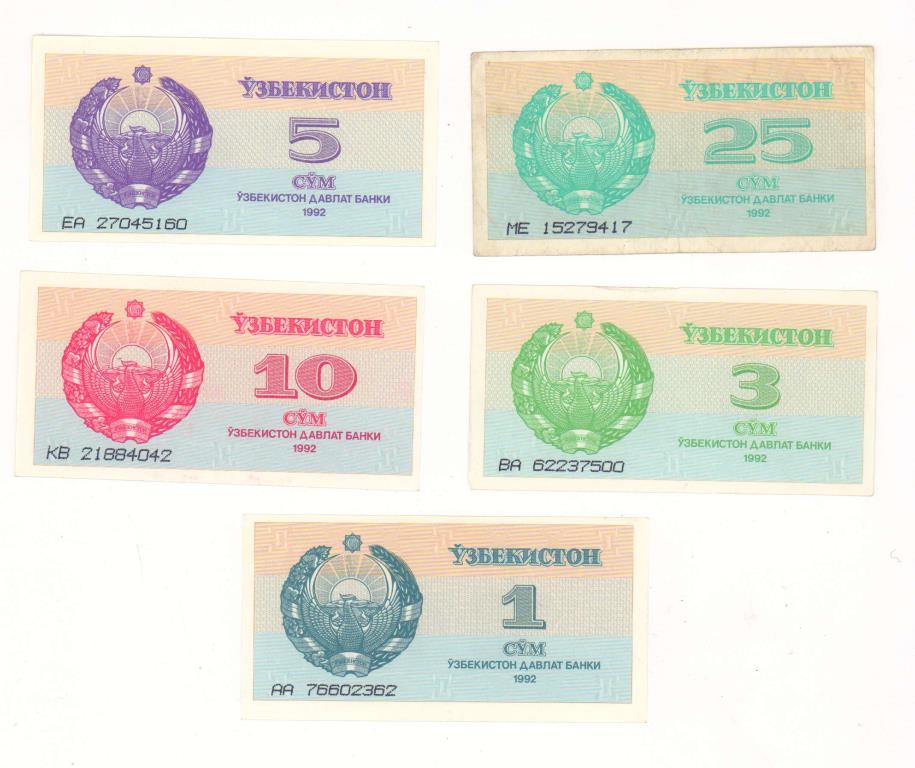 ЎЗБЕКИСТОН
5
СЎМ
ЎЗБЕКИСТОН ДАВЛАТ БАНКИ
1992
ЕА 27045160
ЎЗБЕКИСТОН
25
СЎМ
ЎЗБЕКИСТОН ДАВЛАТ БАНКИ
1992
МЕ 15279417
ЎЗБЕКИСТОН
10
СЎМ
ЎЗБЕКИСТОН ДАВЛАТ БАНКИ
1992
КВ 21884042
ЎЗБЕКИСТОН
3
СЎМ
ЎЗБЕКИСТОН ДАВЛАТ БАНКИ
1992
ВА 62237500
ЎЗБЕКИСТОН
1
СЎМ
ЎЗБЕКИСТОН ДАВЛАТ БАНКИ
1992
АА 76602362